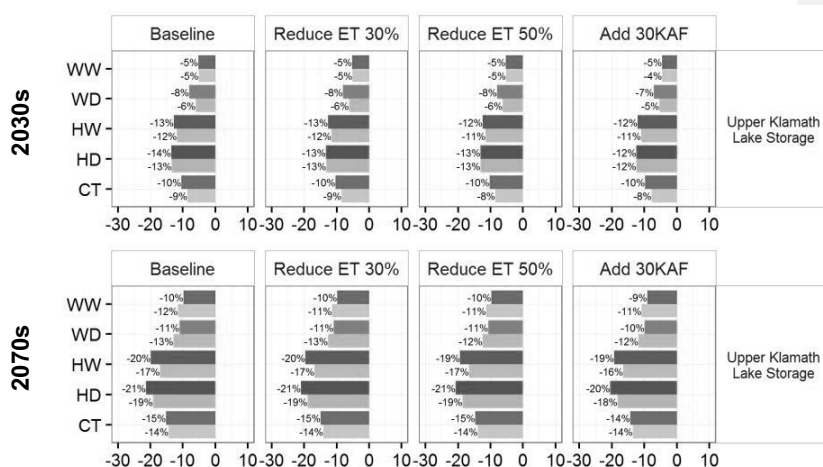 Baseline Reduce ET 30% Reduce ET 50% Add 30KAF
2030s
WW -5% -5% -5% -5%
-5% -5% -5% -4%
WD -8% -8% -8% -7%
-6% -6% -6% -5%
HW -13% -13% -12% -12%
-12% -12% -11% -11%
HD -14% -13% -13% -12%
-13% -13% -13% -12%
CT -10% -10% -10% -10%
-9% -9% -8% -8%
Upper Klamath
Lake Storage
-30 -20 -10 0 10 -30 -20 -10 0 10 -30 -20 -10 0 10 -30 -20 -10 0 10
Baseline Reduce ET 30% Reduce ET 50% Add 30KAF
2070s
WW -10% -10% -10% -9%
-12% -11% -11% -11%
WD -11% -11% -11% -10%
-13% -13% -12% -12%
HW -20% -20% -19% -19%
-17% -17% -17% -16%
HD -21% -21% -21% -20%
-19% -19% -19% -18%
CT -15% -15% -15% -14%
-14% -14% -14% -14%
Upper Klamath
Lake Storage
-30 -20 -10 0 10 -30 -20 -10 0 10 -30 -20 -10 0 10 -30 -20 -10 0 10